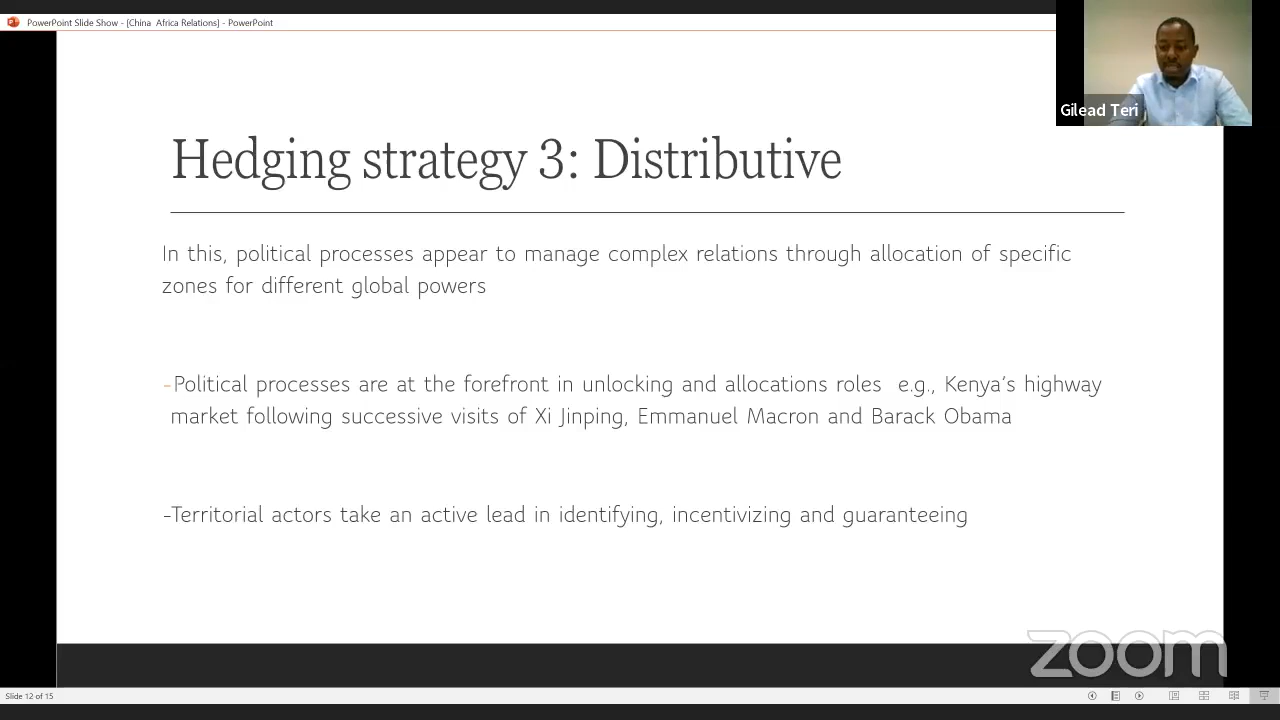 PowerPoint Slide Show - [China  Africa Relations] - PowerPoint
Gilead Teri
Hedging strategy 3: Distributive
In this, political processes appear to manage complex relations through allocation of specific
zones for different global powers
-Political processes are at the forefront in unlocking and allocations roles  e.g., Kenya's highway
market following successive visits of Xi Jinping, Emmanuel Macron and Barack Obama
-Territorial actors take an active lead in identifying, incentivizing and guaranteeing
zoom
Slide 12 of 15